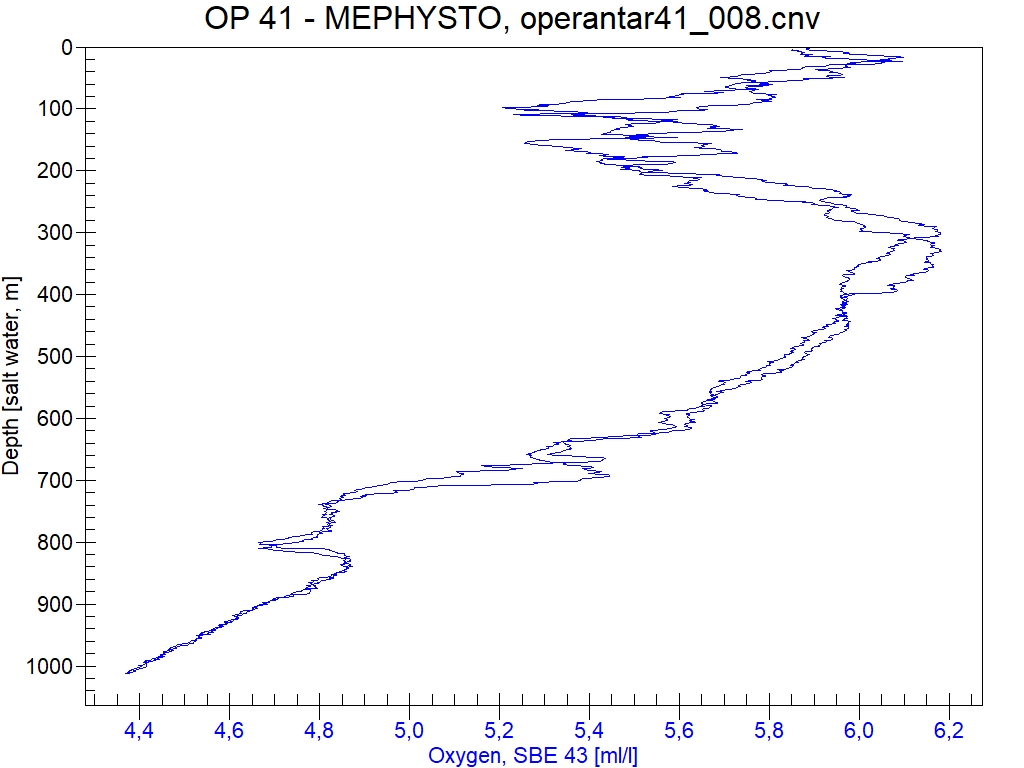 OP 41 - MEPHYSTO, operantar41_008.cnv
0
100
200
300
400
500
600
700
800
900
1000
Depth [salt water, m]
4,4 4,6 4,8 5,0 5,2 5,4 5,6 5,8 6,0 6,2
Oxygen, SBE 43 [ml/l]